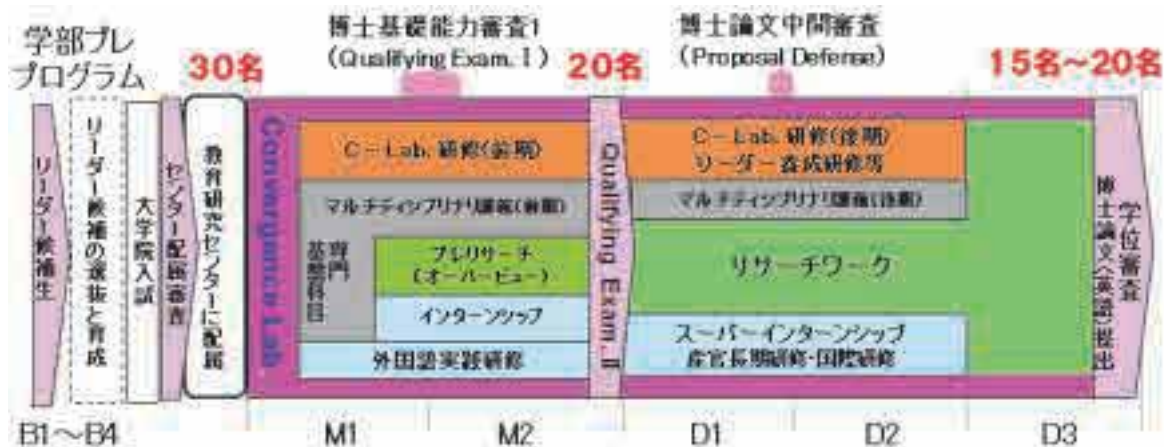 学部プレ
プログラム
30名
博士基礎能力審査1
(Qualifying Exam. I)
20名
博士論文中間審査
(Proposal Defense)
15名～20名
リーダー候補生
リーダー候補の選抜と育成
大学院入試
センター配属審査
教育研究センターに配属
Convergence Lab
C－Lab. 研修(前期)
マルチディシプリナリ講義(前期)
専門
基礎科目
プレリサーチ
(オーバービュー)
インターンシップ
外国語実践研修
Qualifying Exam. II
C－Lab. 研修(後期)
リーダー養成研修等
マルチディシプリナリ講義(後期)
リサーチワーク
スーパーインターンシップ
産官長期研修・国際研修
博士論文(英語)提出
学位審査
B1～B4
M1
M2
D1
D2
D3